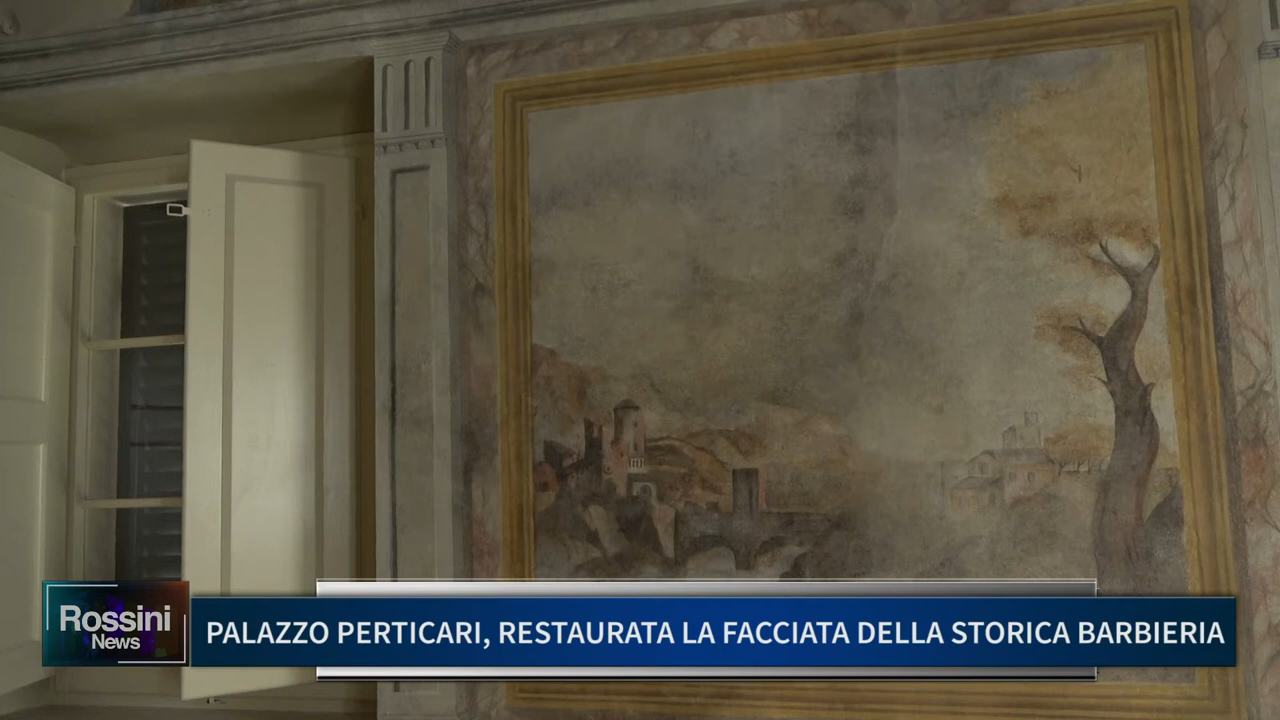 Rossini
News
PALAZZO PERTICARI, RESTAURATA LA FACCIATA DELLA STORICA BARBIERIA